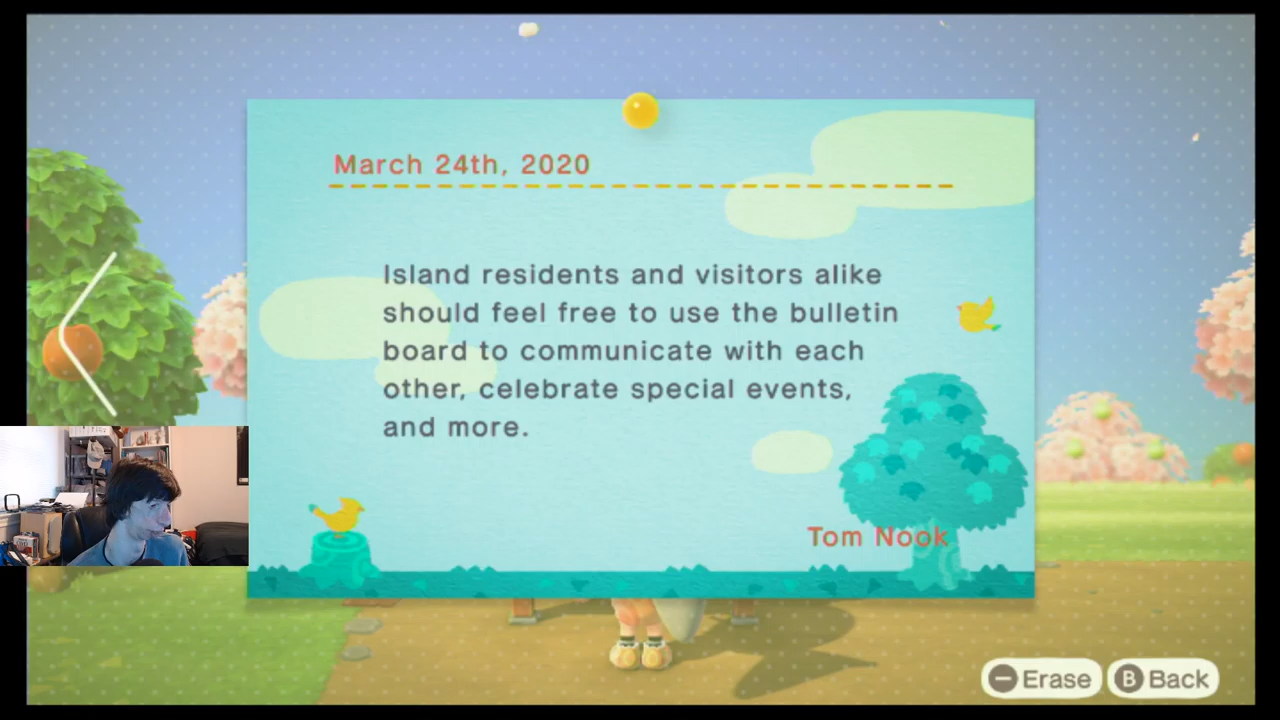 March 24th, 2020
Island residents and visitors alike
should feel free to use the bulletin
board to communicate with each
other, celebrate special events,
and more.
Tom Nook
Erase
B Back